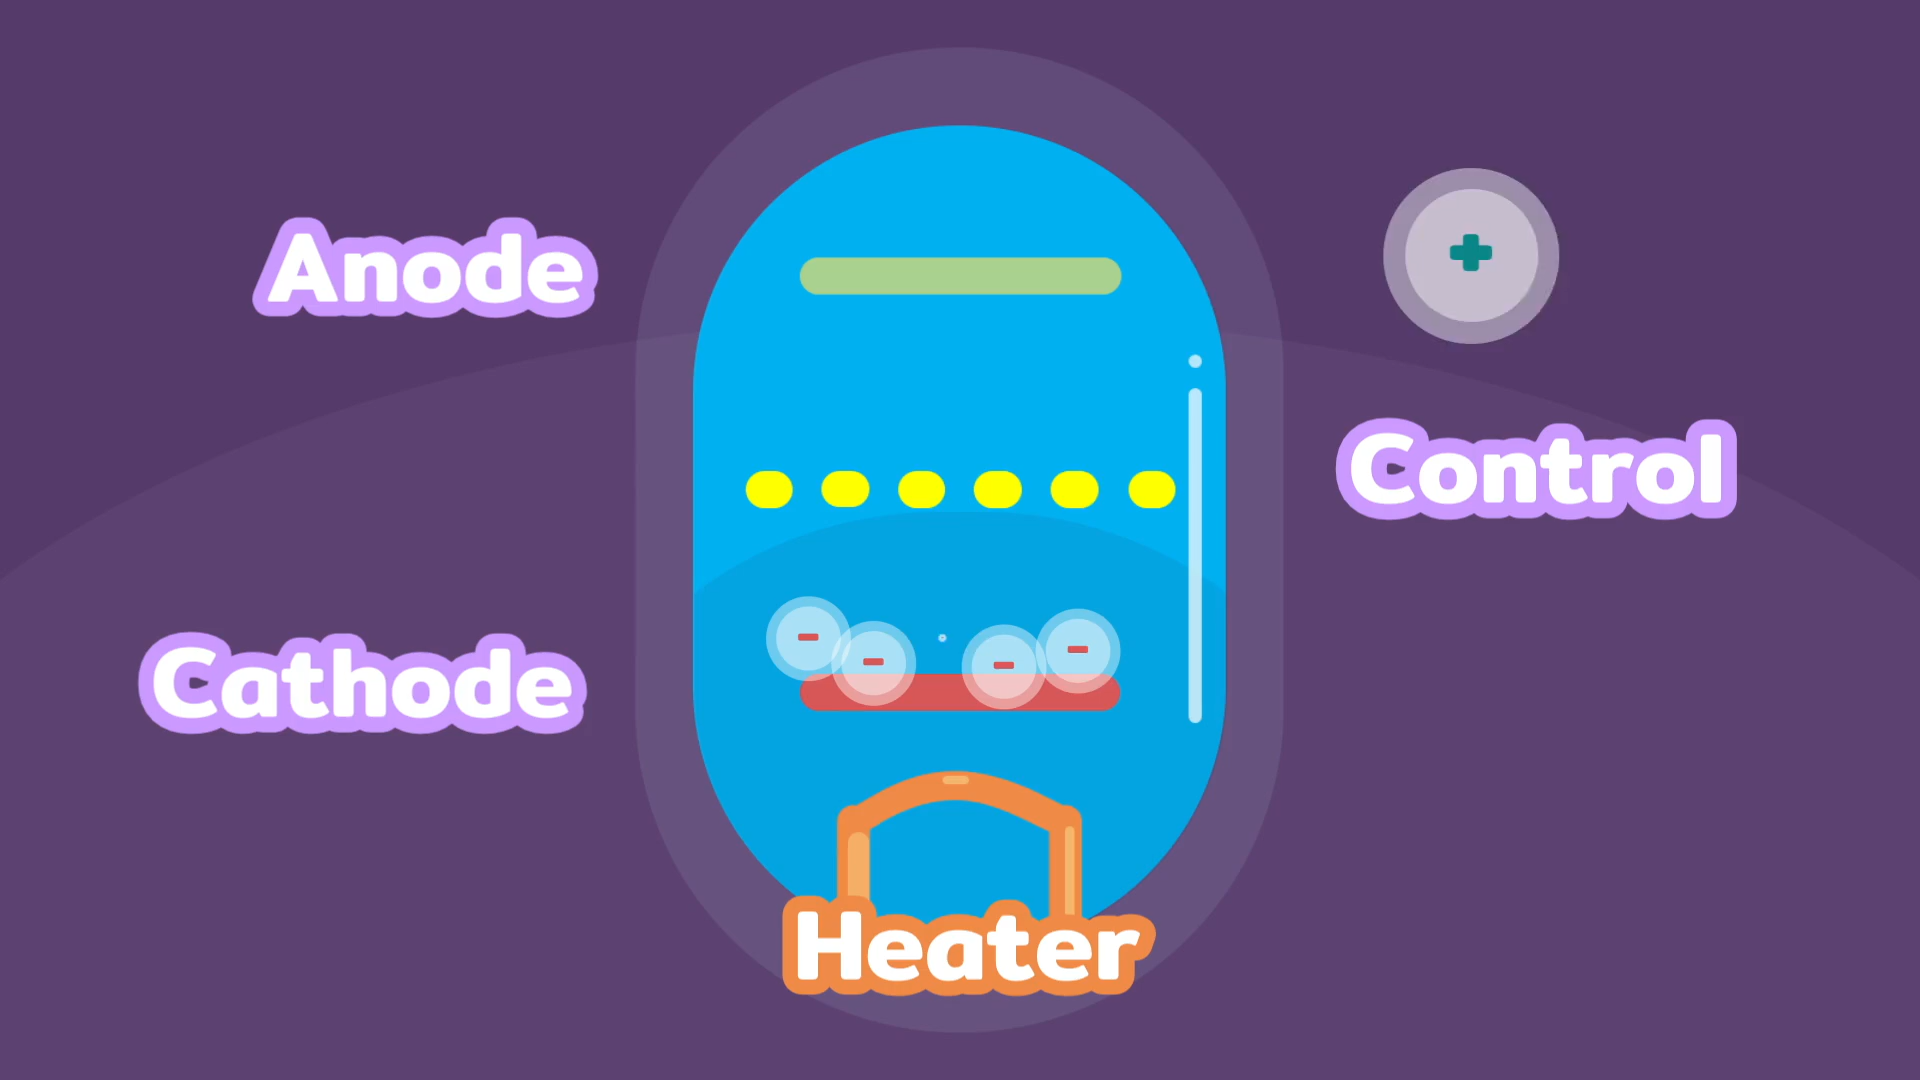 Anode
+
Control
Cathode
-
-
-
-
Heater